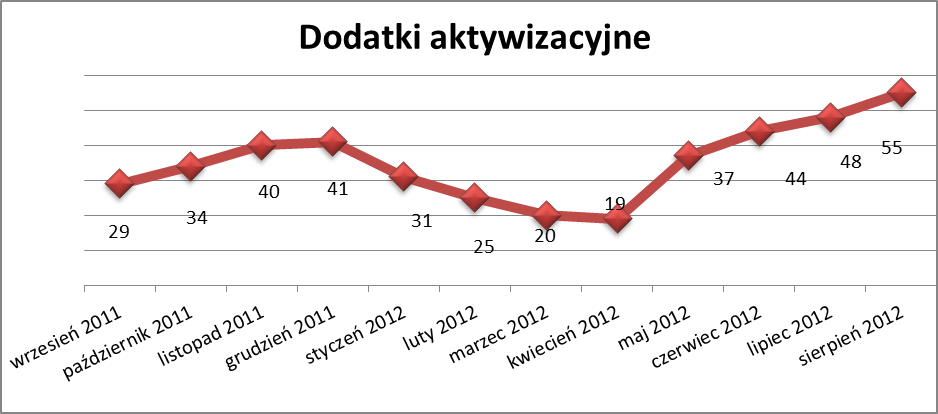 Dodatki aktywizacyjne
29
34
40
41
31
25
20
19
37
44
48
55
wrzesień 2011
październik 2011
listopad 2011
grudzień 2011
styczeń 2012
luty 2012
marzec 2012
kwiecień 2012
maj 2012
czerwiec 2012
lipiec 2012
sierpień 2012